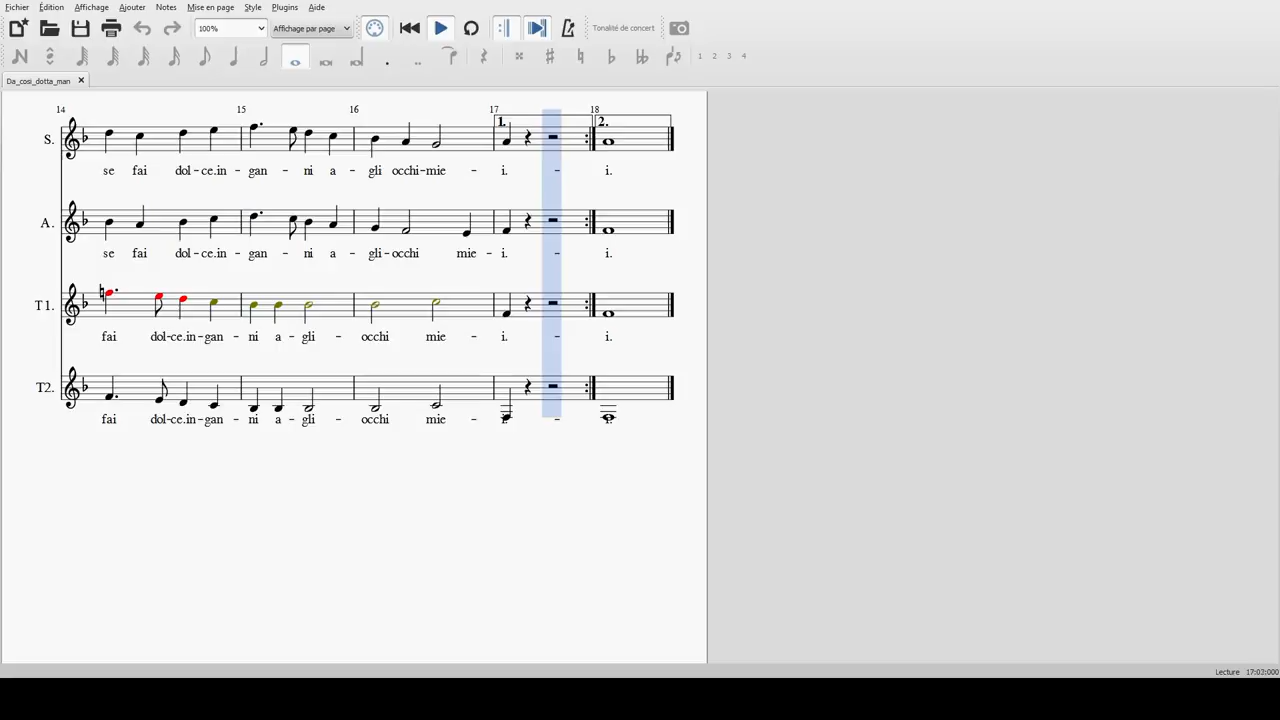 Fichier Édition Affichage Ajouter Notes Mise en page Style Plugins Aide
100% Affichage par page Tonalité de concert
1 2 3 4
Da_cosi_dotta_man
14 15 16 17 18
1. 2.
S.
se fai dol-ce.in-gan - ni a - gli occhi-mie - i. - i.
A.
se fai dol-ce.in-gan - ni a - gli-occhi mie - i. - i.
T1.
fai dol-ce.in-gan - ni a - gli - occhi mie - i. - i.
T2.
fai dol-ce.in-gan - ni a - gli - occhi mie - i. - i.
Lecture 17:03:000